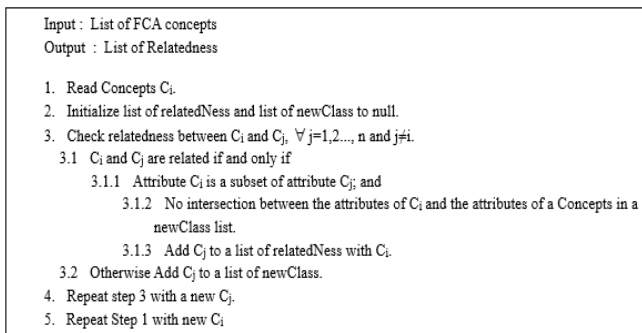 Input : List of FCA concepts
Output : List of Relatedness
1. Read Concepts Ci.
2. Initialize list of relatedNess and list of newClass to null.
3. Check relatedness between Ci and Cj, ∀ j=1,2..., n and j≠i.
3.1 Ci and Cj are related if and only if
3.1.1 Attribute Ci is a subset of attribute Cj; and
3.1.2 No intersection between the attributes of Ci and the attributes of a Concepts in a
newClass list.
3.1.3 Add Cj to a list of relatedNess with Ci.
3.2 Otherwise Add Cj to a list of newClass.
4. Repeat step 3 with a new Cj.
5. Repeat Step 1 with new Ci